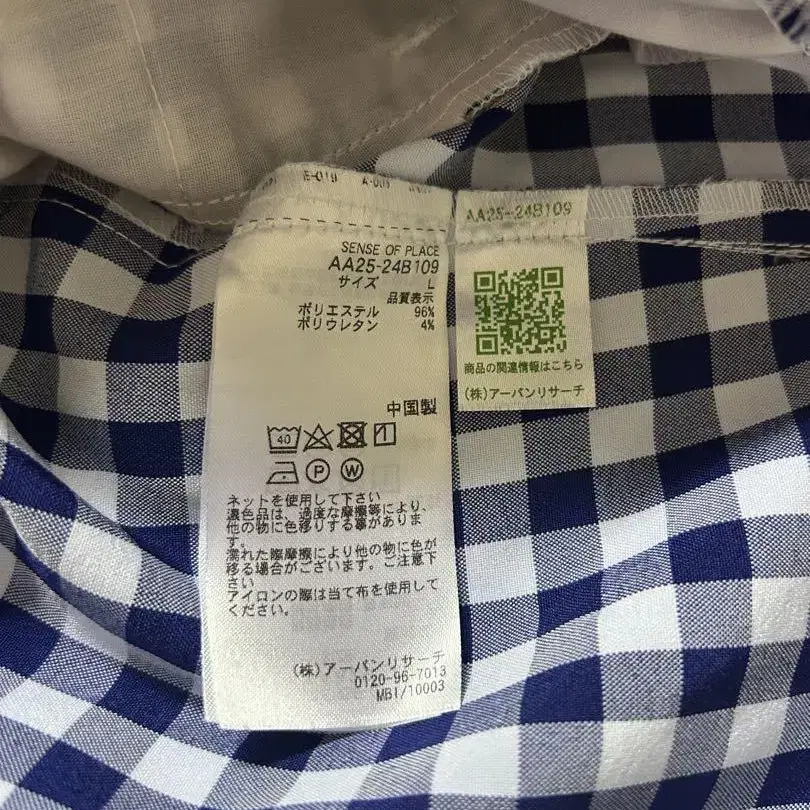 E-019
AA25-24B109
SENSE OF PLACE
AA25-24B109
サイズ L
品質表示
ポリエステル 96%
ポリウレタン 4%
中国製
40
P W
ネットを使用して下さい
濃色品は、過度な摩擦等により、
他の物に色移りする事がありま
す。
濡れた際摩擦により他の物に色が
移る場合がございます。ご注意下
さい
アイロンの際は当て布を使用して
ください。
(株)アーバンリサーチ
0120-96-7013
MBI/10003
商品の関連情報はこちら
(株)アーバンリサーチ